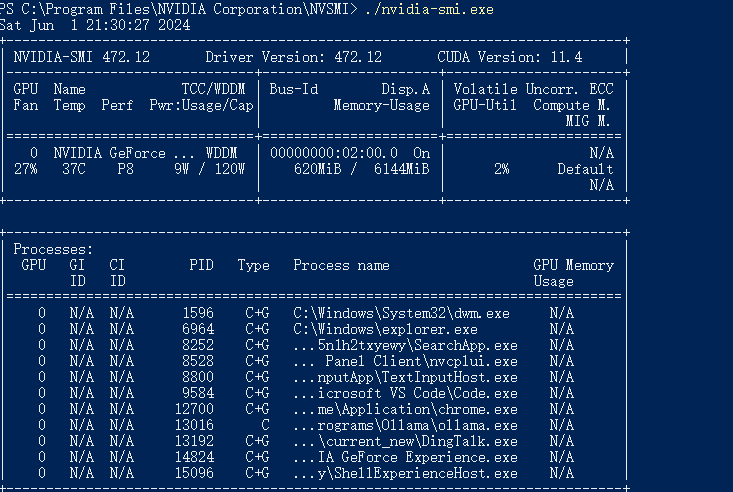 PS C:\Program Files\NVIDIA Corporation\NVSMI> ./nvidia-smi.exe
Sat Jun  1 21:30:27 2024
+-----------------------------------------------------------------------------+
| NVIDIA-SMI 472.12       Driver Version: 472.12       CUDA Version: 11.4     |
|-------------------------------+----------------------+----------------------+
| GPU  Name            TCC/WDDM | Bus-Id        Disp.A | Volatile Uncorr. ECC |
| Fan  Temp  Perf  Pwr:Usage/Cap|         Memory-Usage | GPU-Util  Compute M. |
|                               |                      |               MIG M. |
|===============================+======================+======================|
|   0  NVIDIA GeForce ... WDDM  | 00000000:02:00.0  On |                  N/A |
| 27%   37C    P8     9W / 120W |    620MiB /  6144MiB |      2%      Default |
|                               |                      |                  N/A |
+-------------------------------+----------------------+----------------------+

+-----------------------------------------------------------------------------+
| Processes:                                                                  |
|  GPU   GI   CI        PID   Type   Process name                  GPU Memory |
|        ID   ID                                                   Usage      |
|=============================================================================|
|    0   N/A  N/A      1596    C+G   C:\Windows\System32\dwm.exe     N/A      |
|    0   N/A  N/A      6964    C+G   C:\Windows\explorer.exe         N/A      |
|    0   N/A  N/A      8252    C+G   ...5n1h2txyewy\SearchApp.exe    N/A      |
|    0   N/A  N/A      8528    C+G   ... Panel Client\nvcplui.exe    N/A      |
|    0   N/A  N/A      8800    C+G   ...nputApp\TextInputHost.exe    N/A      |
|    0   N/A  N/A      9584    C+G   ...icrosoft VS Code\Code.exe    N/A      |
|    0   N/A  N/A     12700    C+G   ...me\Application\chrome.exe    N/A      |
|    0   N/A  N/A     13016      C   ...rograms\Ollama\ollama.exe    N/A      |
|    0   N/A  N/A     13192    C+G   ...\current_new\DingTalk.exe    N/A      |
|    0   N/A  N/A     14824    C+G   ...IA GeForce Experience.exe    N/A      |
|    0   N/A  N/A     15096    C+G   ...y\ShellExperienceHost.exe    N/A      |
+-----------------------------------------------------------------------------+